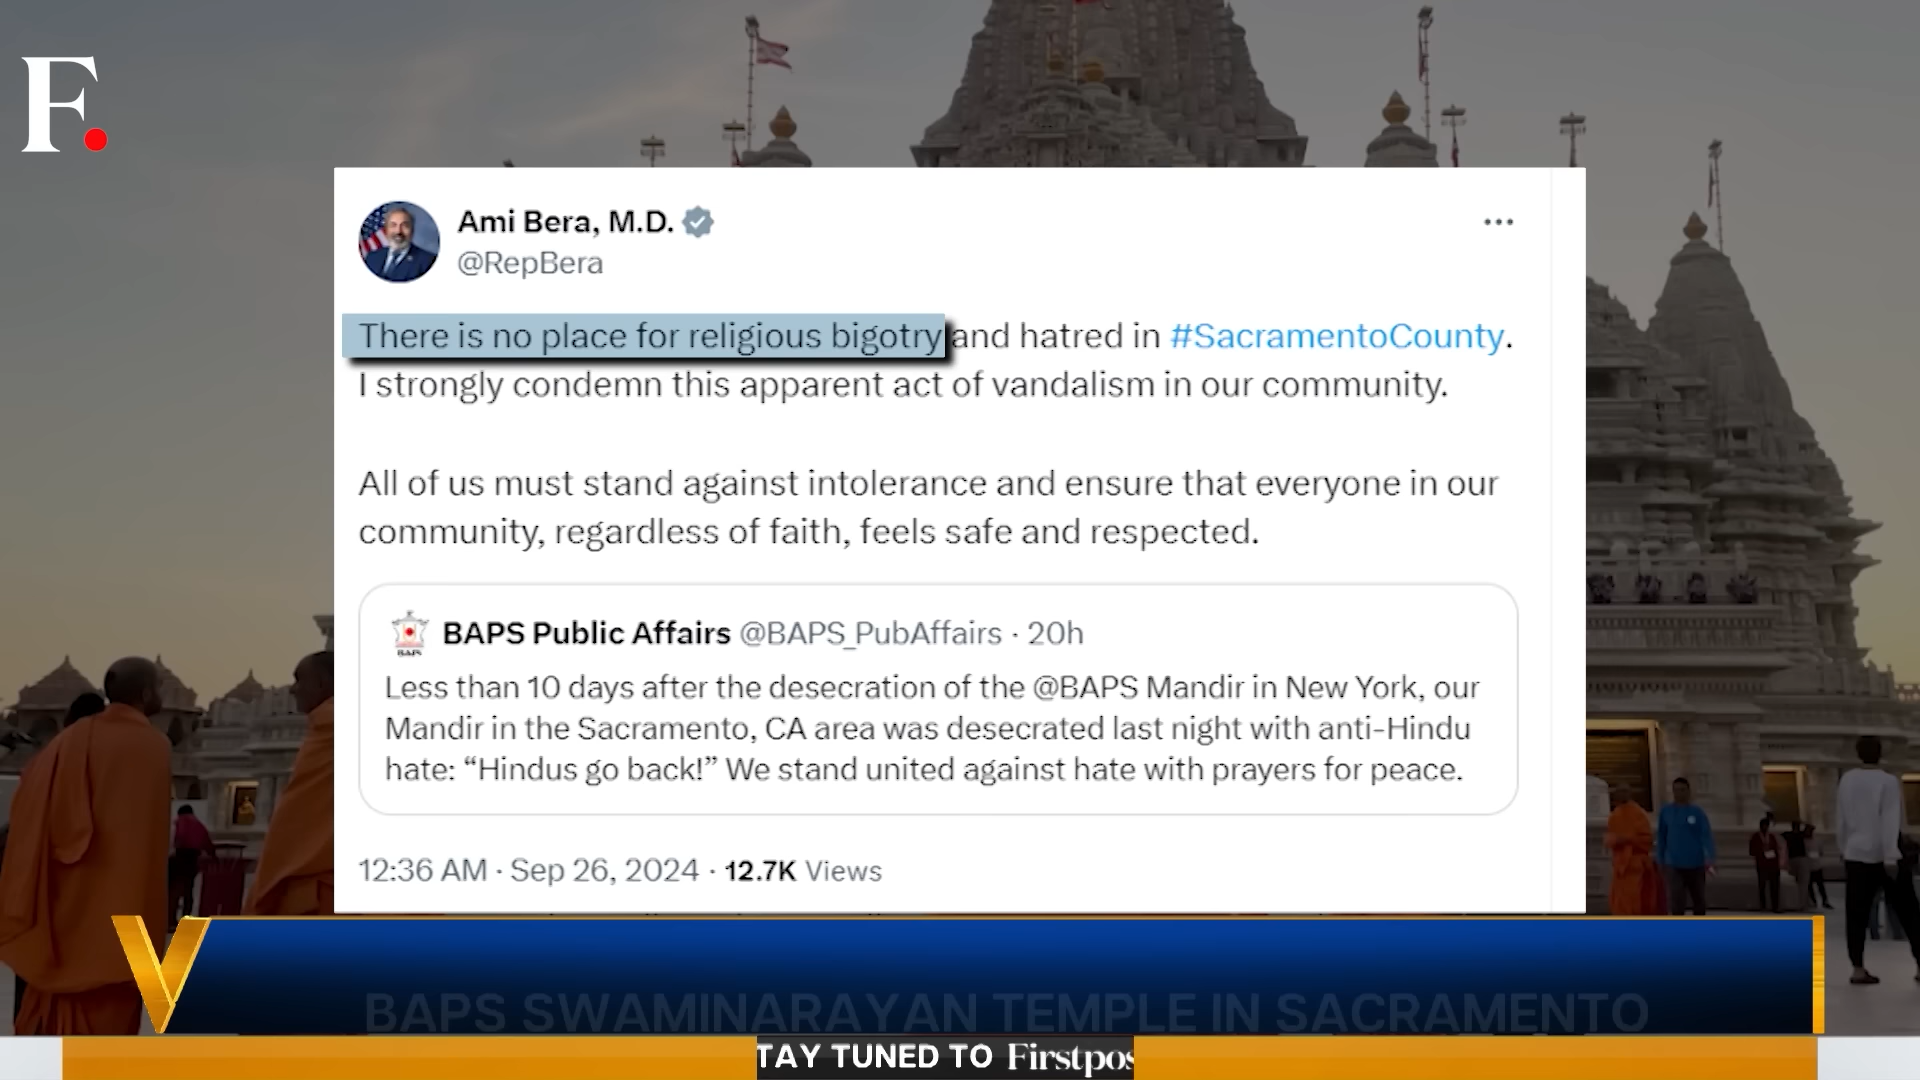 F.
Ami Bera, M.D.
@RepBera
There is no place for religious bigotry and hatred in #SacramentoCounty.
I strongly condemn this apparent act of vandalism in our community.
All of us must stand against intolerance and ensure that everyone in our
community, regardless of faith, feels safe and respected.
BAPS
BAPS Public Affairs @BAPS_PubAffairs · 20h
Less than 10 days after the desecration of the @BAPS Mandir in New York, our
Mandir in the Sacramento, CA area was desecrated last night with anti-Hindu
hate: “Hindus go back!” We stand united against hate with prayers for peace.
12:36 AM · Sep 26, 2024 · 12.7K Views
V
BAPS SWAMINARAYAN TEMPLE IN SACRAMENTO
TAY TUNED TO Firstpos